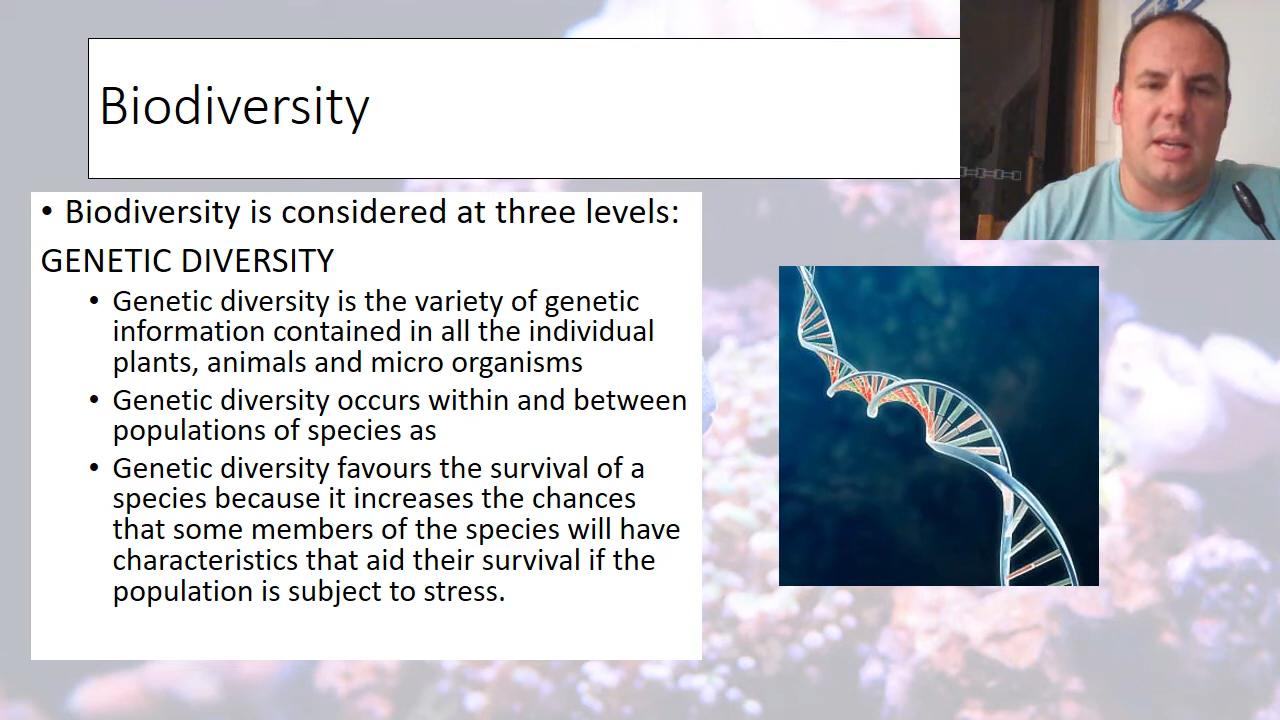 Biodiversity
• Biodiversity is considered at three levels:
GENETIC DIVERSITY
• Genetic diversity is the variety of genetic
information contained in all the individual
plants, animals and micro organisms
• Genetic diversity occurs within and between
populations of species as
• Genetic diversity favours the survival of a
species because it increases the chances
that some members of the species will have
characteristics that aid their survival if the
population is subject to stress.